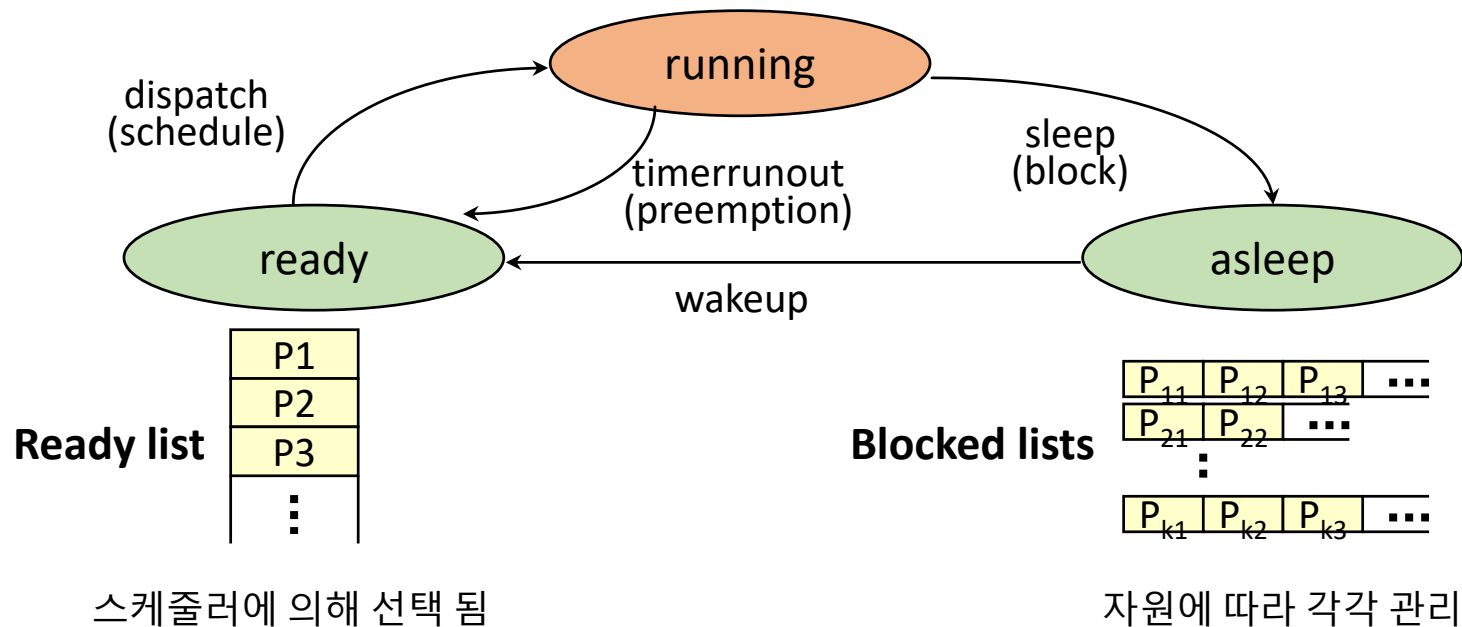 running
dispatch
(schedule)
sleep
(block)
timerrunout
(preemption)
ready
asleep
wakeup
Ready list
P1
P2
P3
⋮
Blocked lists
P11 P12 P13 ...
P21 P22 ...
⋮
Pk1 Pk2 Pk3 ...
스케줄러에 의해 선택 됨
자원에 따라 각각 관리